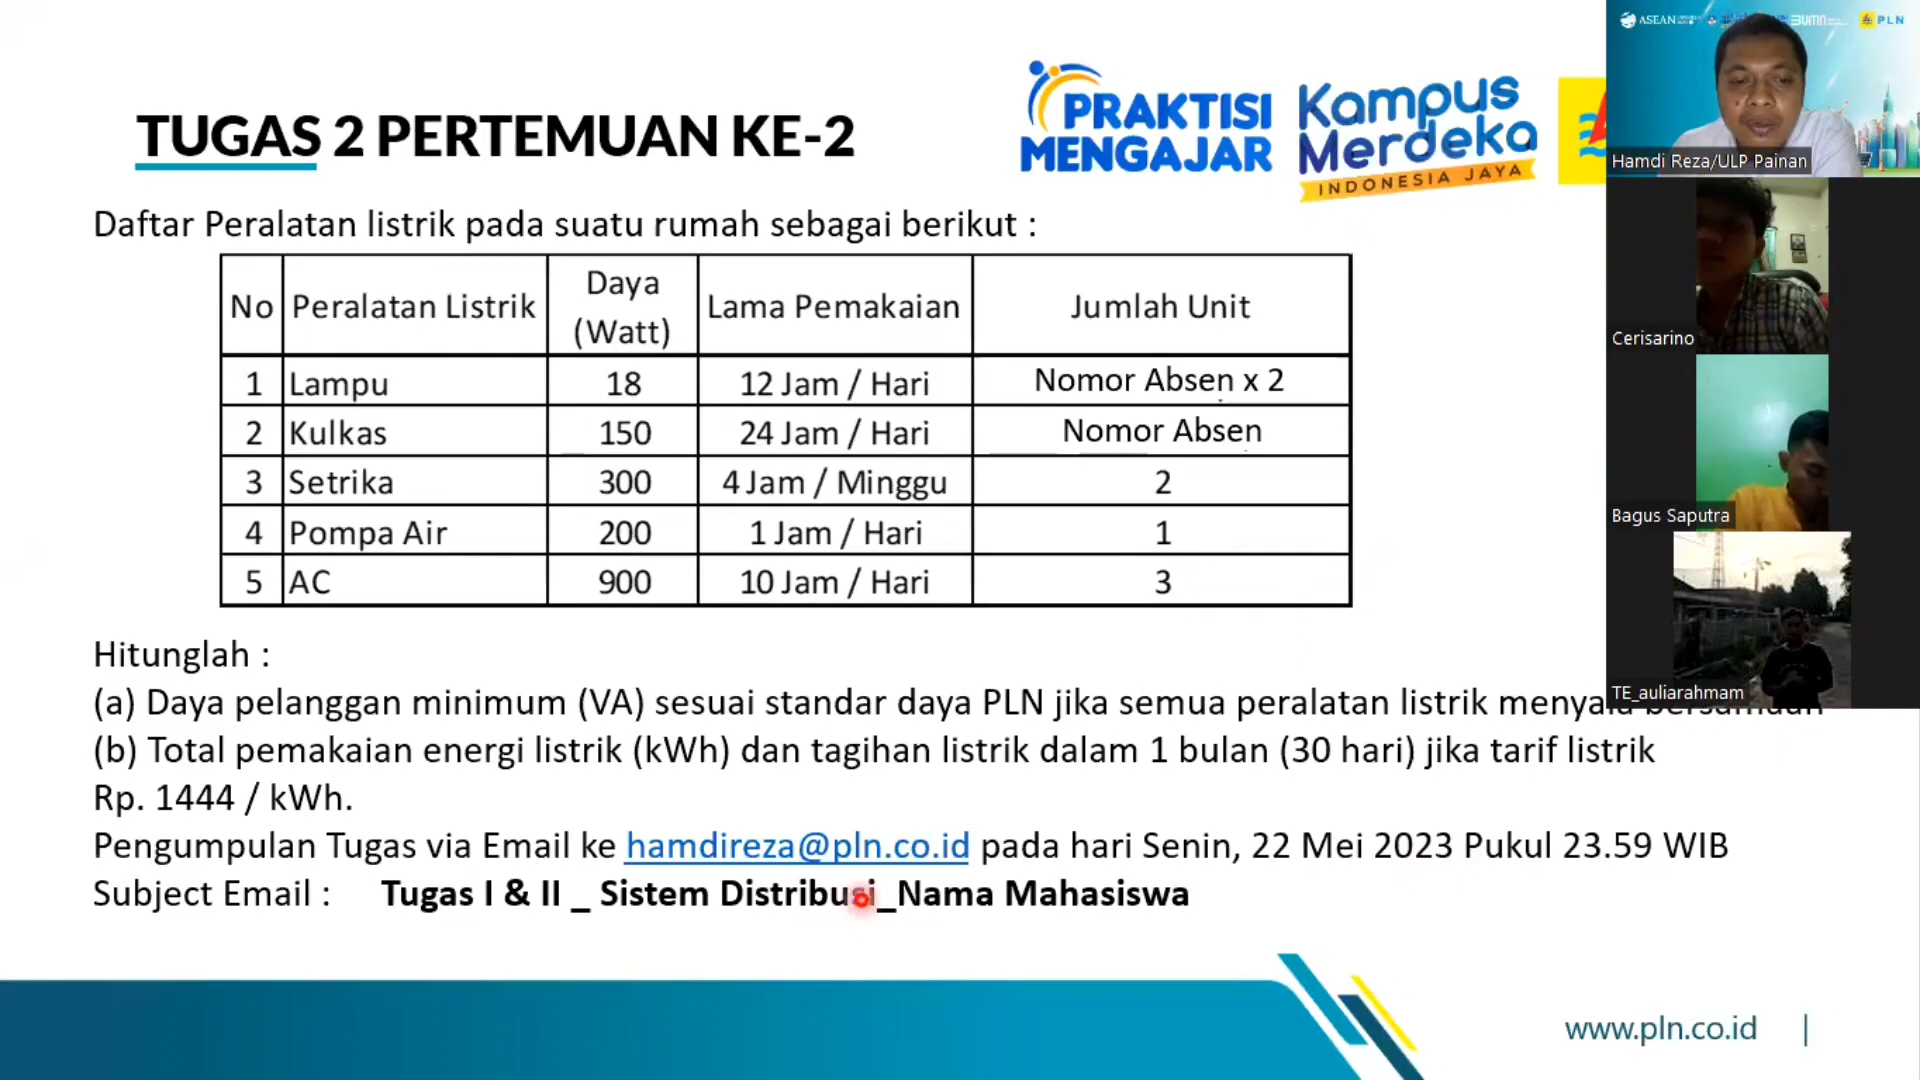 TUGAS 2 PERTEMUAN KE-2
PRAKTISI
MENGAJAR
Kampus
Merdeka
INDONESIA JAYA
ASEAN
BUMN
PLN
Hamdi Reza/ULP Painan
Daftar Peralatan listrik pada suatu rumah sebagai berikut :
No Peralatan Listrik Daya (Watt) Lama Pemakaian Jumlah Unit
1 Lampu 18 12 Jam / Hari Nomor Absen x 2
2 Kulkas 150 24 Jam / Hari Nomor Absen
3 Setrika 300 4 Jam / Minggu 2
4 Pompa Air 200 1 Jam / Hari 1
5 AC 900 10 Jam / Hari 3
Cerisarino
Bagus Saputra
TE_auliarahmam
Hitunglah :
(a) Daya pelanggan minimum (VA) sesuai standar daya PLN jika semua peralatan listrik menyala bersamaan
(b) Total pemakaian energi listrik (kWh) dan tagihan listrik dalam 1 bulan (30 hari) jika tarif listrik
Rp. 1444 / kWh.
Pengumpulan Tugas via Email ke hamdireza@pln.co.id pada hari Senin, 22 Mei 2023 Pukul 23.59 WIB
Subject Email : Tugas I & II _ Sistem Distribusi_Nama Mahasiswa
www.pln.co.id |